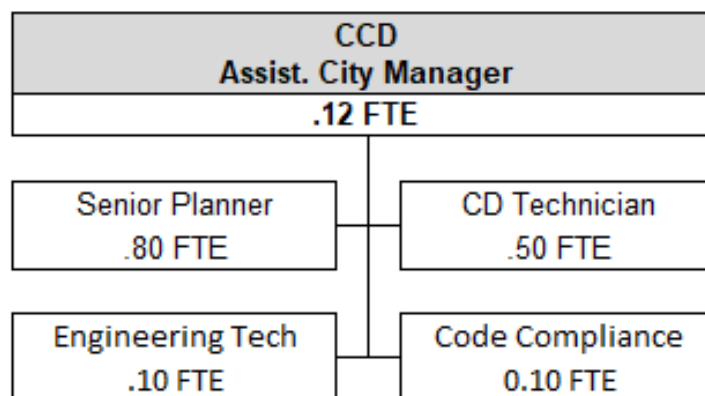 CCD
Assist. City Manager
.12 FTE
Senior Planner
.80 FTE
CD Technician
.50 FTE
Engineering Tech
.10 FTE
Code Compliance
0.10 FTE